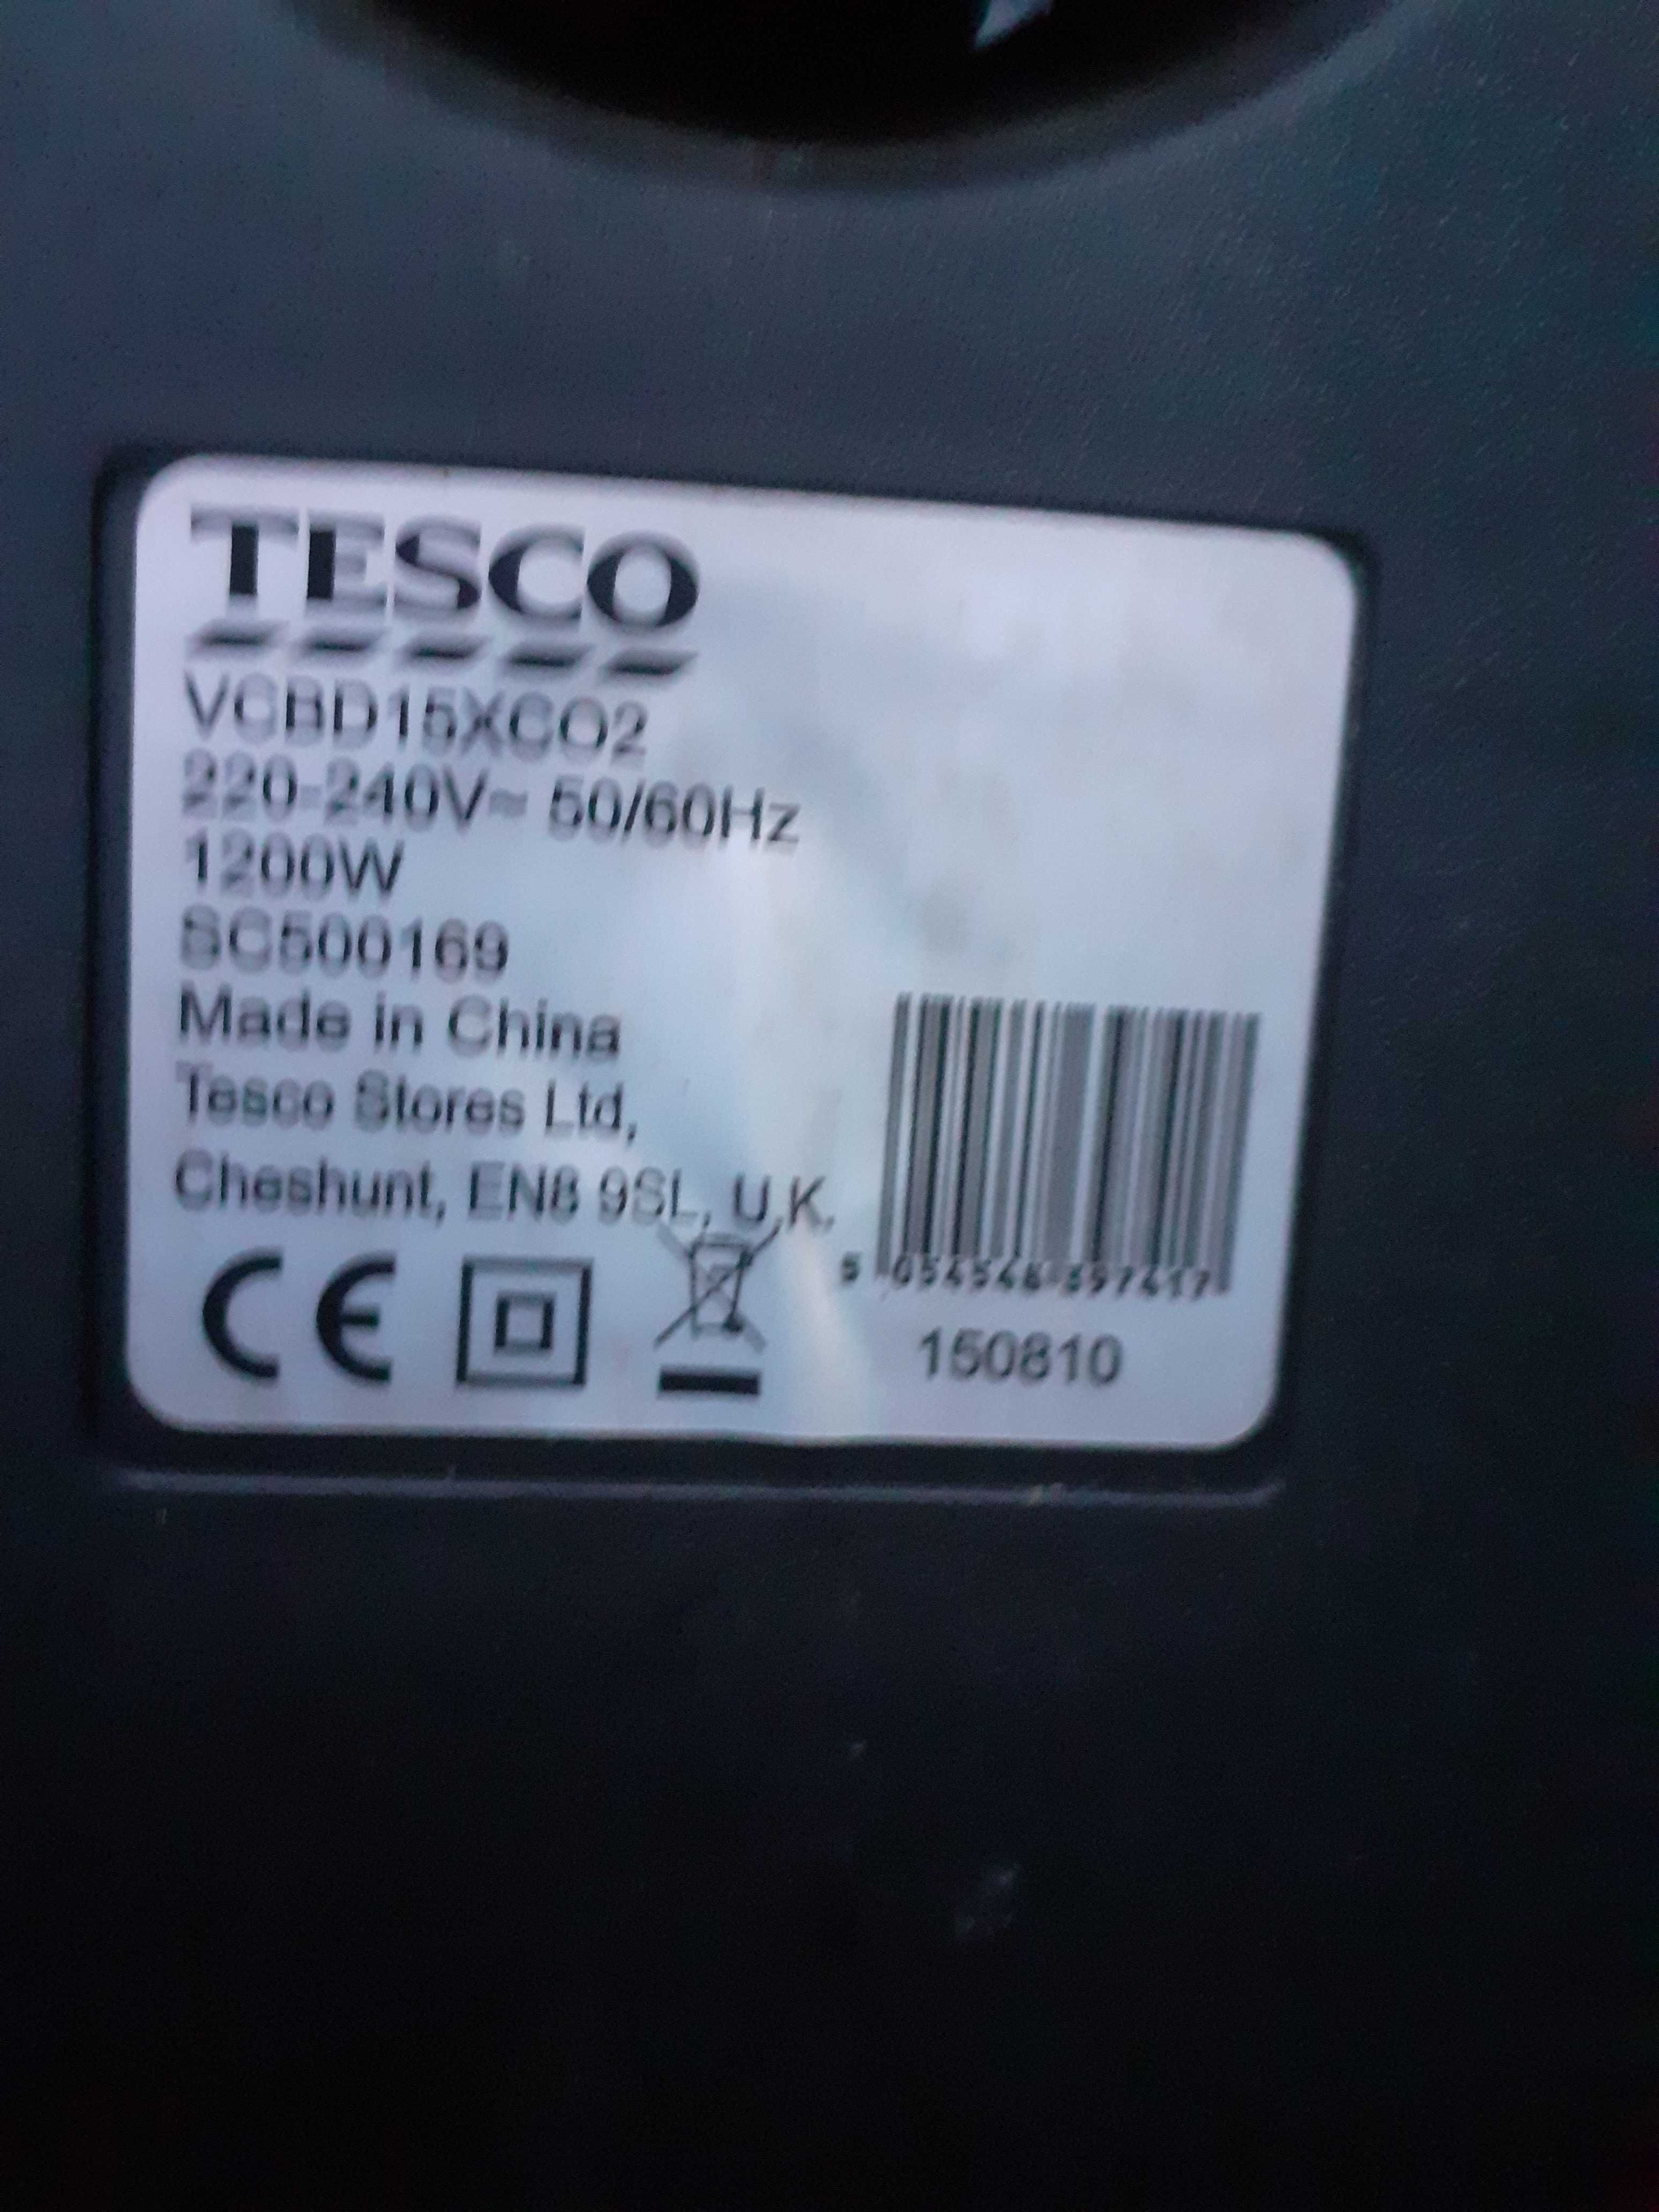 TESCO
VCBD15XCO2
220-240V~ 50/60Hz
1200W
SC500169
Made in China
Tesco Stores Ltd,
Cheshunt, EN8 9SL, U.K.
CE
150810